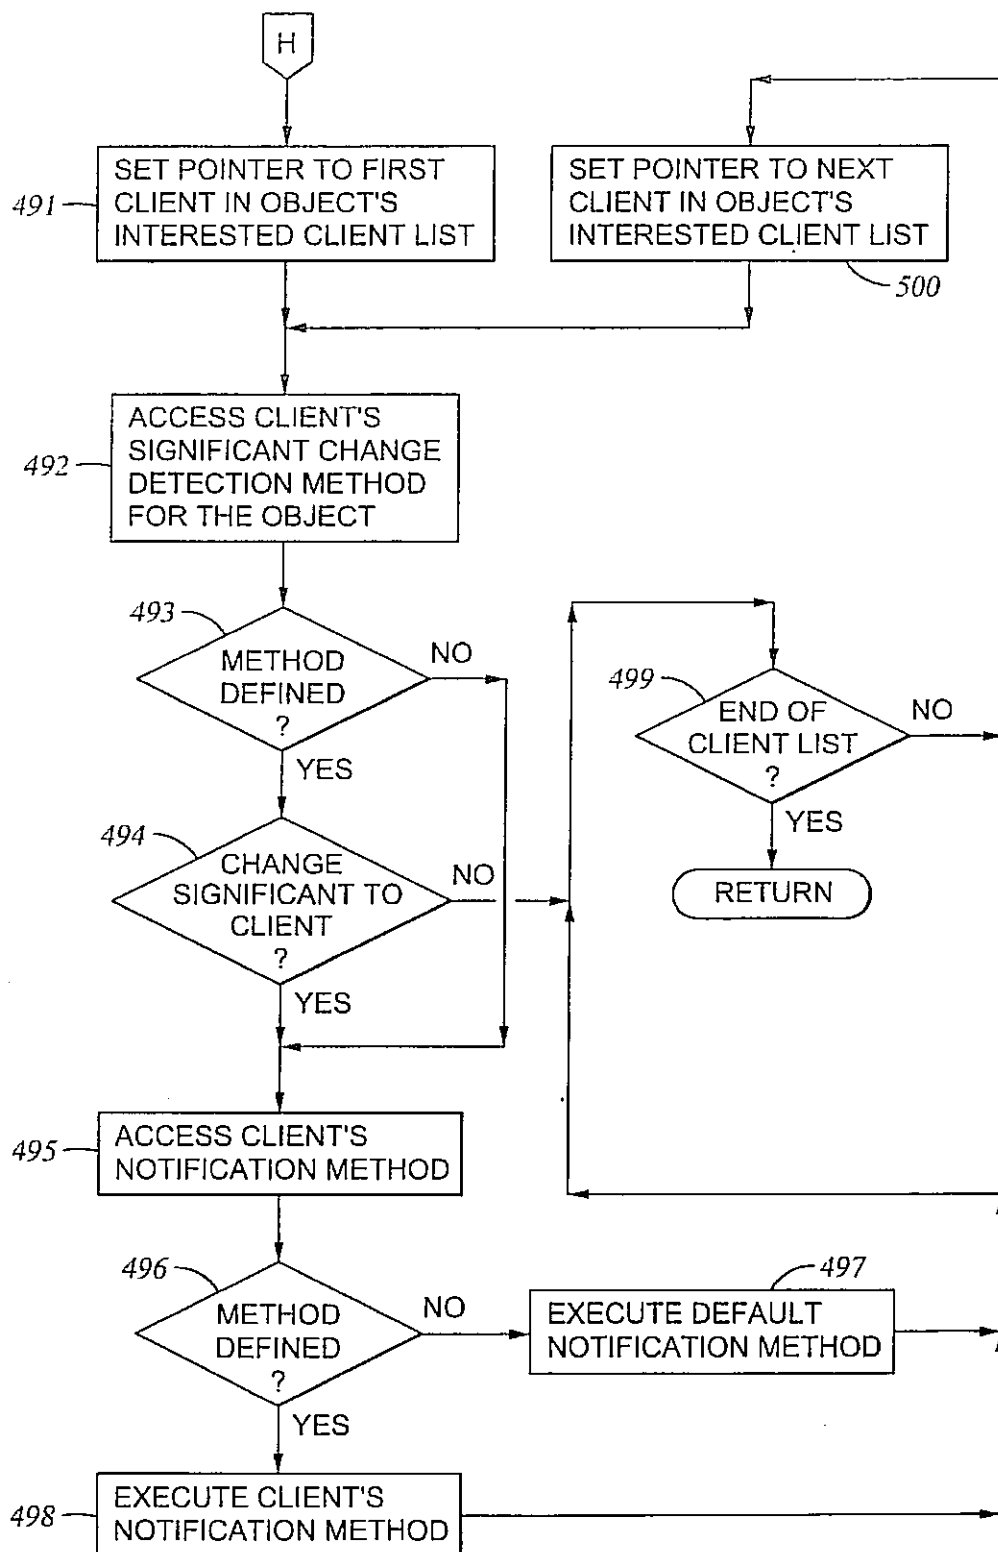 H
SET POINTER TO FIRST
CLIENT IN OBJECT'S
INTERESTED CLIENT LIST
491
SET POINTER TO NEXT
CLIENT IN OBJECT'S
INTERESTED CLIENT LIST
500
ACCESS CLIENT'S
SIGNIFICANT CHANGE
DETECTION METHOD
FOR THE OBJECT
492
493
METHOD
DEFINED
?
NO
YES
494
CHANGE
SIGNIFICANT TO
CLIENT
?
NO
YES
499
END OF
CLIENT LIST
?
NO
YES
RETURN
495
ACCESS CLIENT'S
NOTIFICATION METHOD
496
METHOD
DEFINED
?
NO
YES
497
EXECUTE DEFAULT
NOTIFICATION METHOD
498
EXECUTE CLIENT'S
NOTIFICATION METHOD